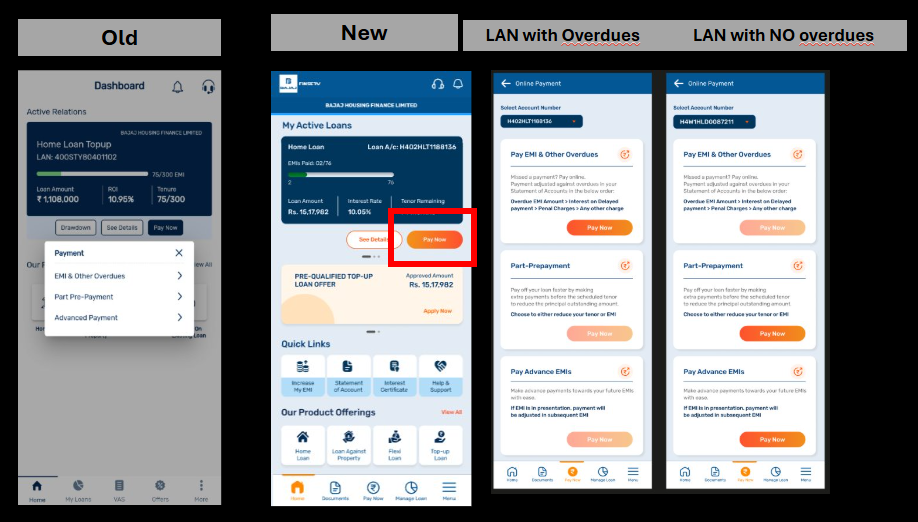 Old
New
LAN with Overdues
LAN with NO overdues
Dashboard
Active Relations
BAJAJ HOUSING FINANCE LIMITED
Home Loan Topup
LAN: 400STY80401102
75/300 EMI
Loan Amount
ROI
Tenure
₹ 1,108,000
10.95%
75/300
Drawdown
See Details
Pay Now
Payment
EMI & Other Overdues
Part Pre-Payment
Advanced Payment
Our
View All
Home
My Loans
VAS
Offers
More
BAJAJ
BAJAJ HOUSING FINANCE LIMITED
My Active Loans
Home Loan
Loan A/c: H402HLT1188136
EMIs Paid: 02/76
2
76
Loan Amount
Interest Rate
Tenor Remaining
Rs. 15,17,982
10.05%
See Details
Pay Now
PRE-QUALIFIED TOP-UP
LOAN OFFER
Approved Amount
Rs. 15,17,982
Apply Now
Quick Links
Increase
My EMI
Statement
of Account
Interest
Certificate
Help &
Support
Our Product Offerings
View All
Home
Loan
Loan Against
Property
Flexi
Loan
Top-up
Loan
Home
Documents
Pay Now
Manage Loan
Menu
Online Payment
Select Account Number
H402HLT1188136
Pay EMI & Other Overdues
Missed a payment? Pay online.
Payment adjusted against overdues in your
Statement of Accounts in the below order:
Overdue EMI Amount > Interest on Delayed
payment > Penal Charges > Any other charge
Pay Now
Part-Prepayment
Pay off your loan faster by making
extra payments before the scheduled tenor
to reduce the principal outstanding amount.
Choose to either reduce your tenor or EMI
Pay Now
Pay Advance EMIs
Make advance payments towards your future EMIs
with ease.
If EMI is in presentation, payment will
be adjusted in subsequent EMI
Pay Now
Home
Documents
Pay Now
Manage Loan
Menu
Online Payment
Select Account Number
H4W1HLD0087211
Pay EMI & Other Overdues
Missed a payment? Pay online.
Payment adjusted against overdues in your
Statement of Accounts in the below order:
Overdue EMI Amount > Interest on Delayed
payment > Penal Charges > Any other charge
Pay Now
Part-Prepayment
Pay off your loan faster by making
extra payments before the scheduled tenor
to reduce the principal outstanding amount.
Choose to either reduce your tenor or EMI
Pay Now
Pay Advance EMIs
Make advance payments towards your future EMIs
with ease.
If EMI is in presentation, payment will
be adjusted in subsequent EMI
Pay Now
Home
Documents
Pay Now
Manage Loan
Menu